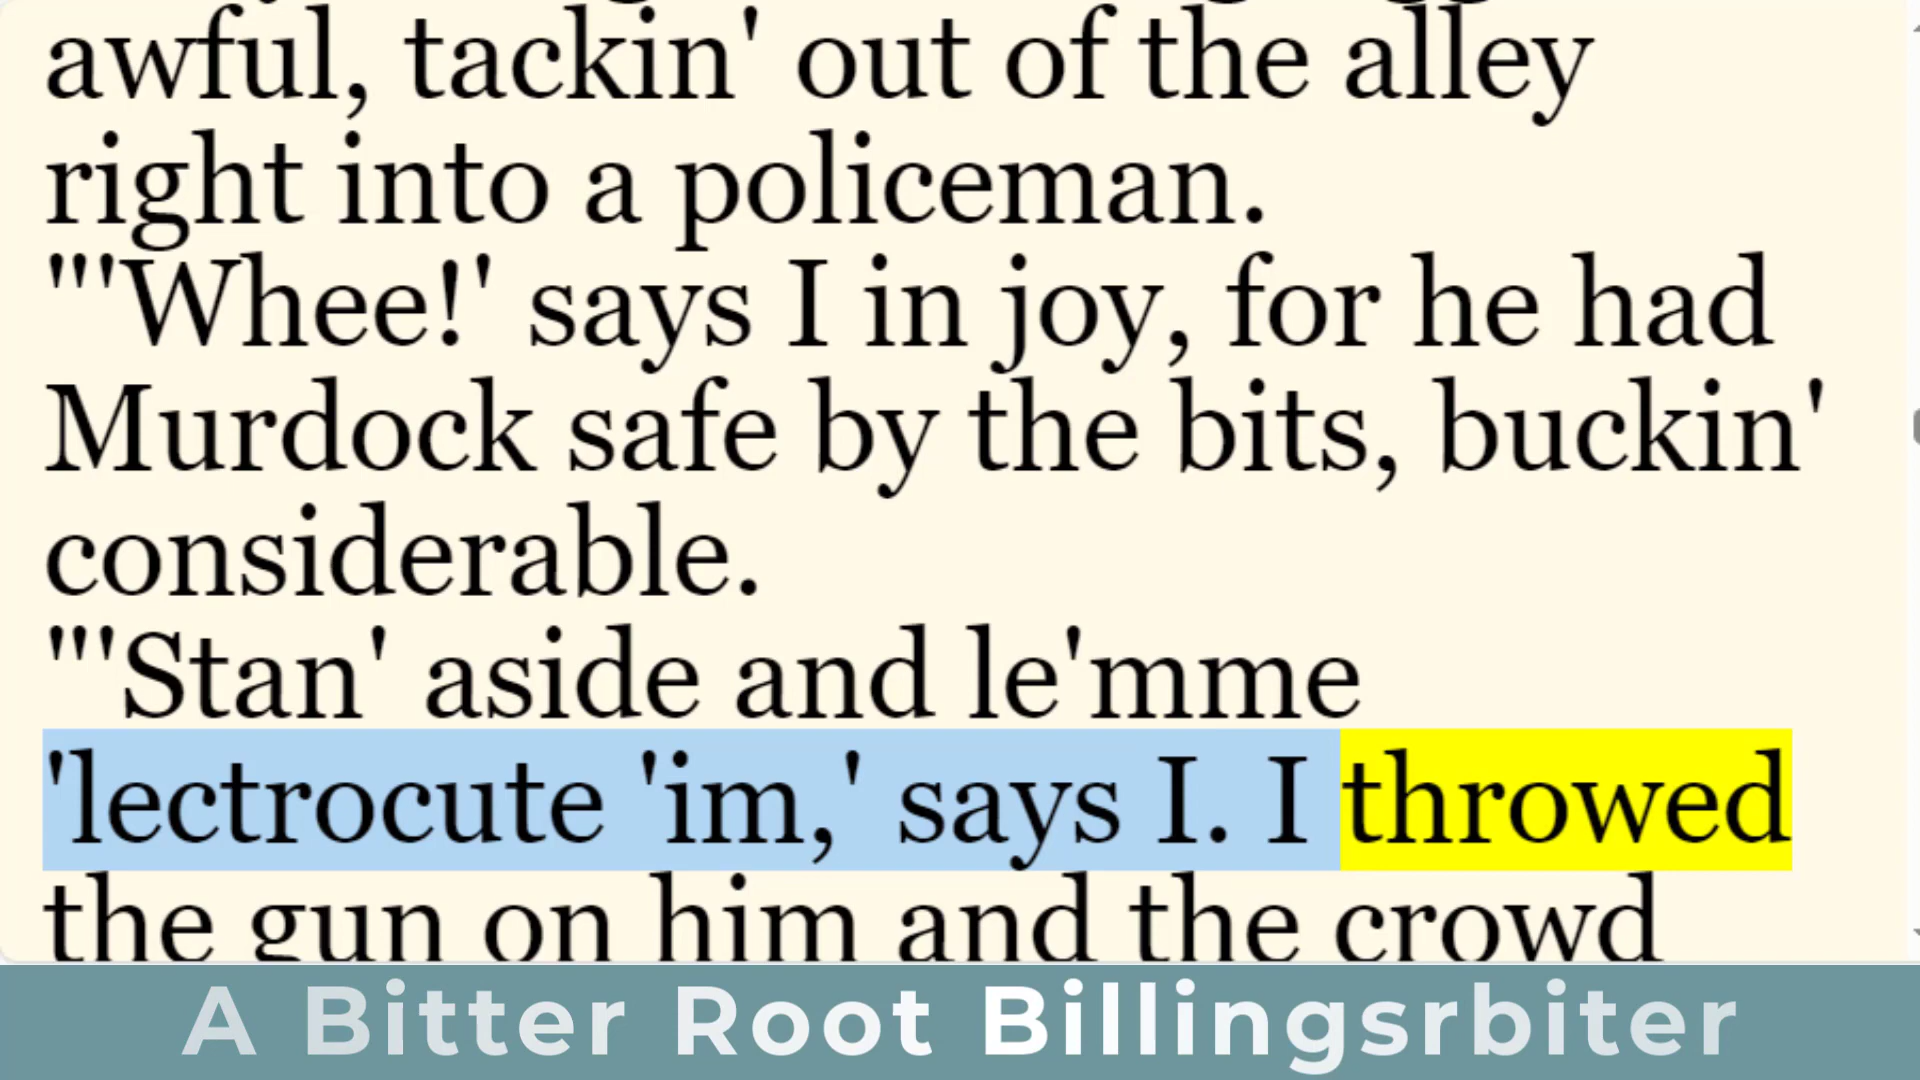 awful, tackin' out of the alley
right into a policeman.
"'Whee!' says I in joy, for he had
Murdock safe by the bits, buckin'
considerable.
"'Stan' aside and le'mme
'lectrocute 'im,' says I. I throwed
the gun on him and the crowd
A Bitter Root Billingsrbiter